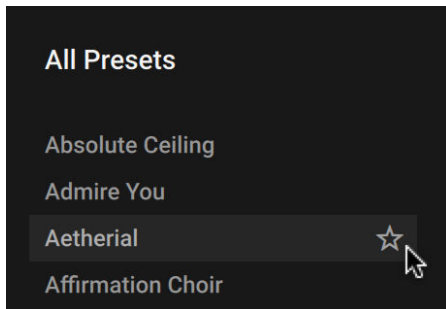 All Presets
Absolute Ceiling
Admire You
Aetherial
Affirmation Choir